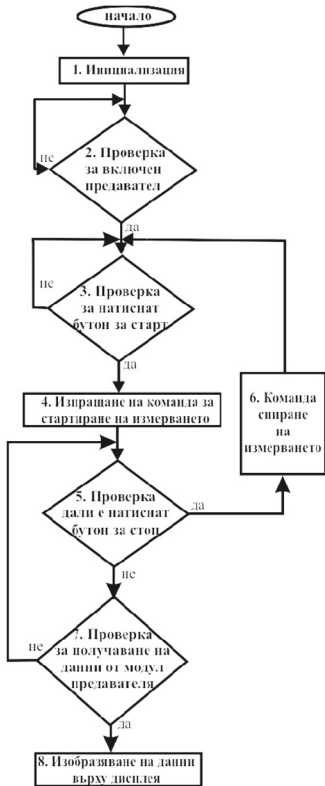 начало
1. Инициализация
2. Проверка
за включен
предавател
не
да
3. Проверка
за натиснат
бутон за старт
не
да
4. Изпращане на команда за
стартиране на измерването
5. Проверка
дали е натиснат
бутон за стоп
да
6. Команда
спиране
на
измерването
не
7. Проверка
за получаване на
данни от модул
предавателя
не
да
8. Изобразяване на данни
върху дисплея